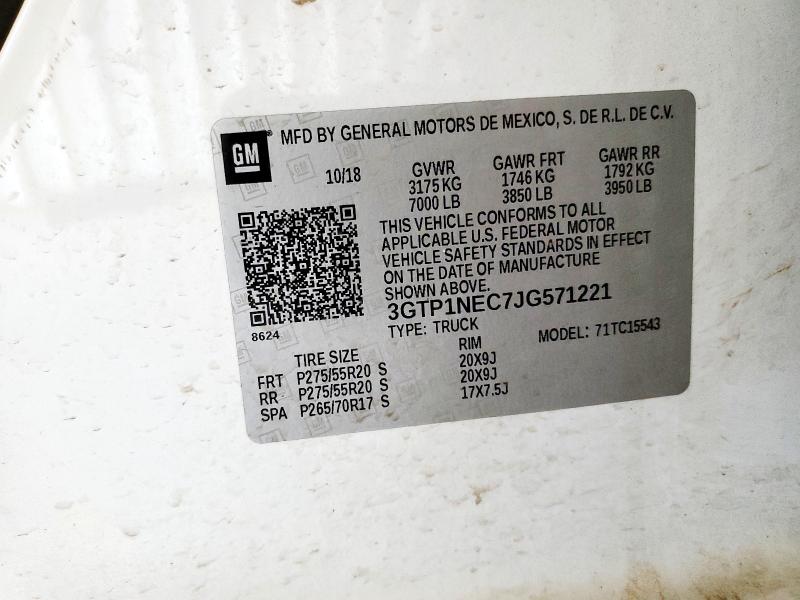 GM
MFD BY GENERAL MOTORS DE MEXICO, S. DE R.L. DE C.V.
10/18
GVWR GAWR FRT GAWR RR
3175 KG 1746 KG 1792 KG
7000 LB 3850 LB 3950 LB
THIS VEHICLE CONFORMS TO ALL
APPLICABLE U.S. FEDERAL MOTOR
VEHICLE SAFETY STANDARDS IN EFFECT
ON THE DATE OF MANUFACTURE
SHOWN ABOVE.
3GTP1NEC7JG571221
8624
TYPE: TRUCK MODEL: 71TC15543
TIRE SIZE RIM
FRT P275/55R20 S 20X9J
RR P275/55R20 S 20X9J
SPA P265/70R17 S 17X7.5J